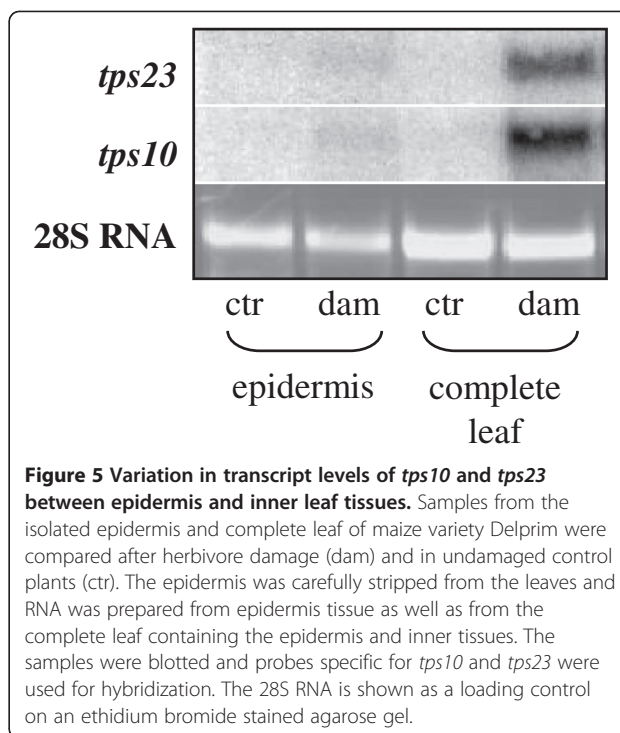 tps23
tps10
28S RNA
ctr dam ctr dam
epidermis complete
leaf
Figure 5 Variation in transcript levels of tps10 and tps23
between epidermis and inner leaf tissues. Samples from the
isolated epidermis and complete leaf of maize variety Delprim were
compared after herbivore damage (dam) and in undamaged control
plants (ctr). The epidermis was carefully stripped from the leaves and
RNA was prepared from epidermis tissue as well as from the
complete leaf containing the epidermis and inner tissues. The
samples were blotted and probes specific for tps10 and tps23 were
used for hybridization. The 28S RNA is shown as a loading control
on an ethidium bromide stained agarose gel.